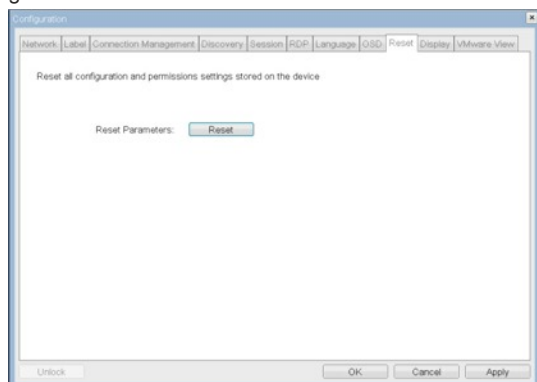 Configuration
Network Label Connection Management Discovery Session RDP Language OSD Reset Display VMware View
Reset all configuration and permissions settings stored on the device
Reset Parameters: Reset
Unlock OK Cancel Apply